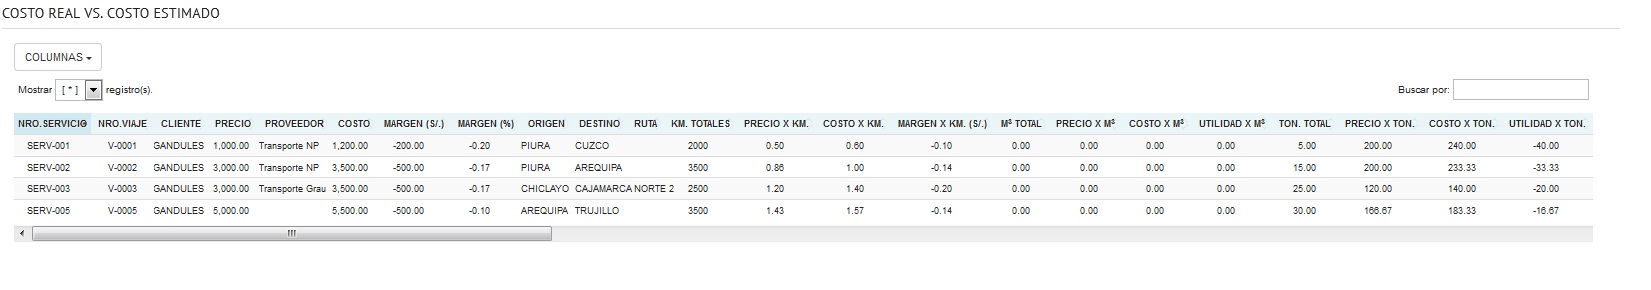 COSTO REAL VS. COSTO ESTIMADO
COLUMNAS
Mostrar [ * ] registro(s). Buscar por:
NRO.SERVICIO NRO.VIAJE CLIENTE PRECIO PROVEEDOR COSTO MARGEN (S/.) MARGEN (%) ORIGEN DESTINO RUTA KM. TOTALES PRECIO X KM. COSTO X KM. MARGEN X KM. (S/.) M³ TOTAL PRECIO X M³ COSTO X M³ UTILIDAD X M³ TON. TOTAL PRECIO X TON. COSTO X TON. UTILIDAD X TON.
SERV-001 V-0001 GANDULES 1,000.00 Transporte NP 1,200.00 -200.00 -0.20 PIURA CUZCO 2000 0.50 0.60 -0.10 0.00 0.00 0.00 0.00 5.00 200.00 240.00 -40.00
SERV-002 V-0002 GANDULES 3,000.00 Transporte NP 3,500.00 -500.00 -0.17 PIURA AREQUIPA 3500 0.86 1.00 -0.14 0.00 0.00 0.00 0.00 15.00 200.00 233.33 -33.33
SERV-003 V-0003 GANDULES 3,000.00 Transporte Grau 3,500.00 -500.00 -0.17 CHICLAYO CAJAMARCA NORTE 2 2500 1.20 1.40 -0.20 0.00 0.00 0.00 0.00 25.00 120.00 140.00 -20.00
SERV-005 V-0005 GANDULES 5,000.00 5,500.00 -500.00 -0.10 AREQUIPA TRUJILLO 3500 1.43 1.57 -0.14 0.00 0.00 0.00 0.00 30.00 166.67 183.33 -16.67